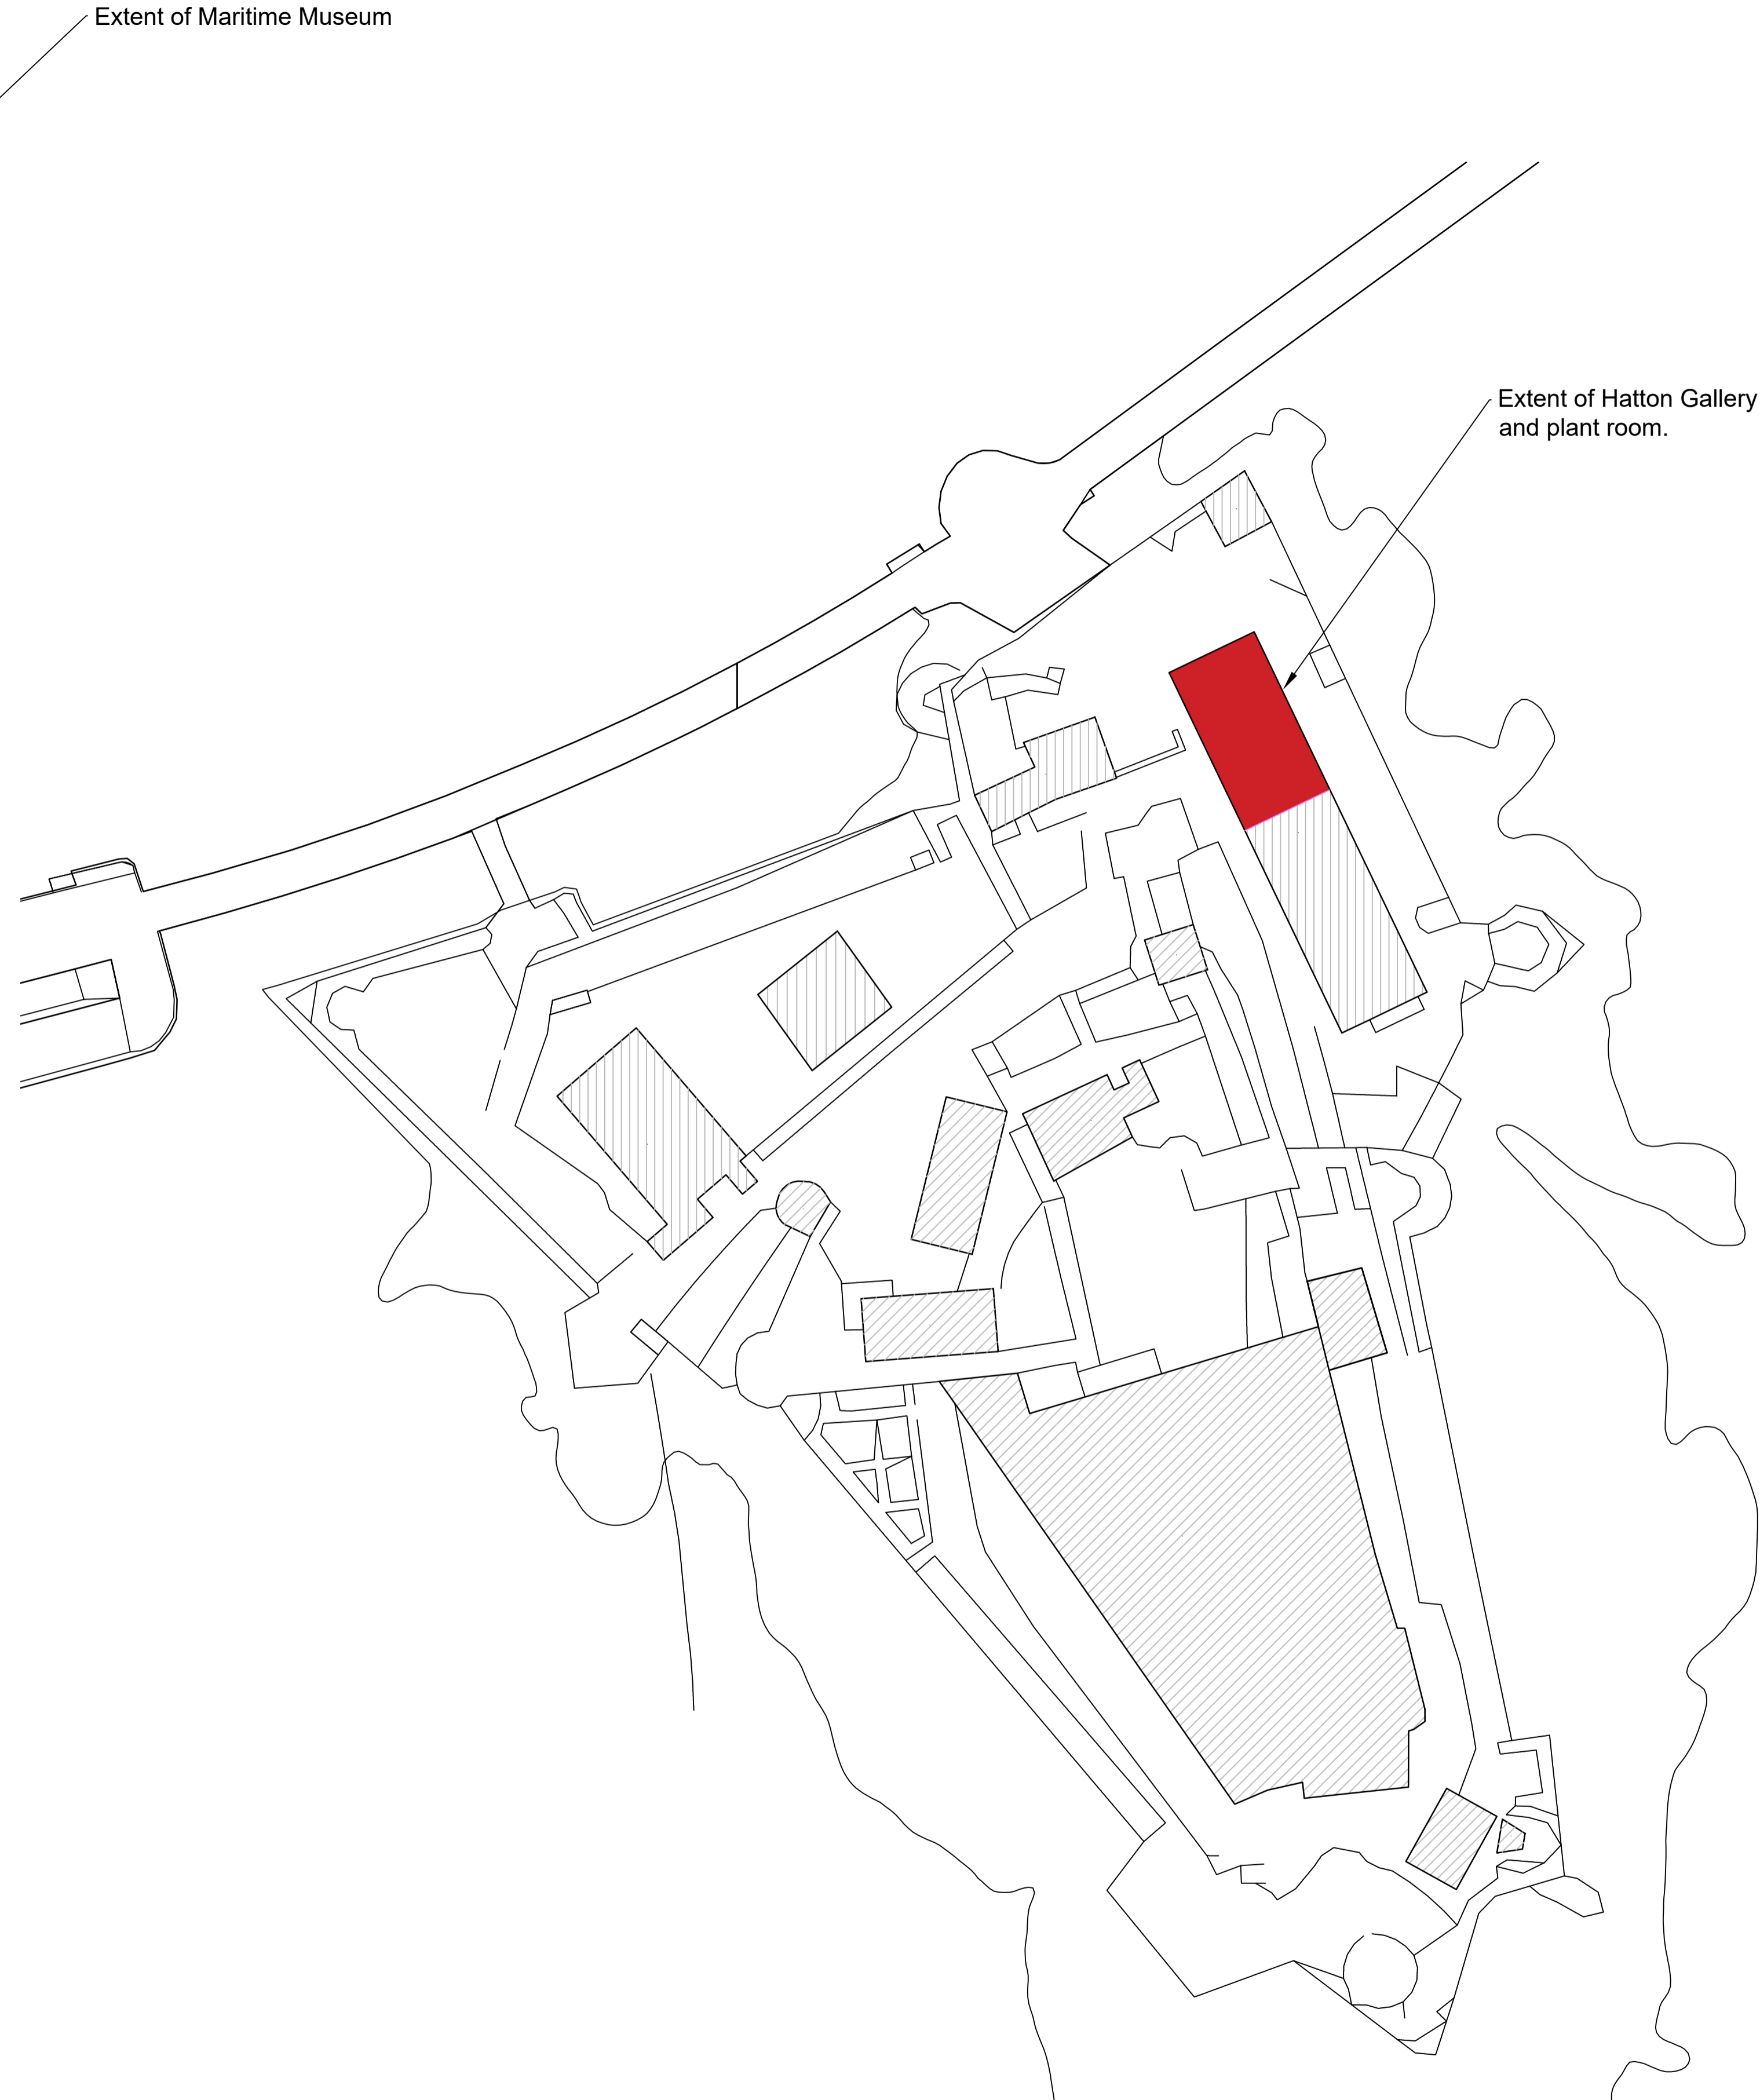 Extent of Maritime Museum
Extent of Hatton Gallery
and plant room.